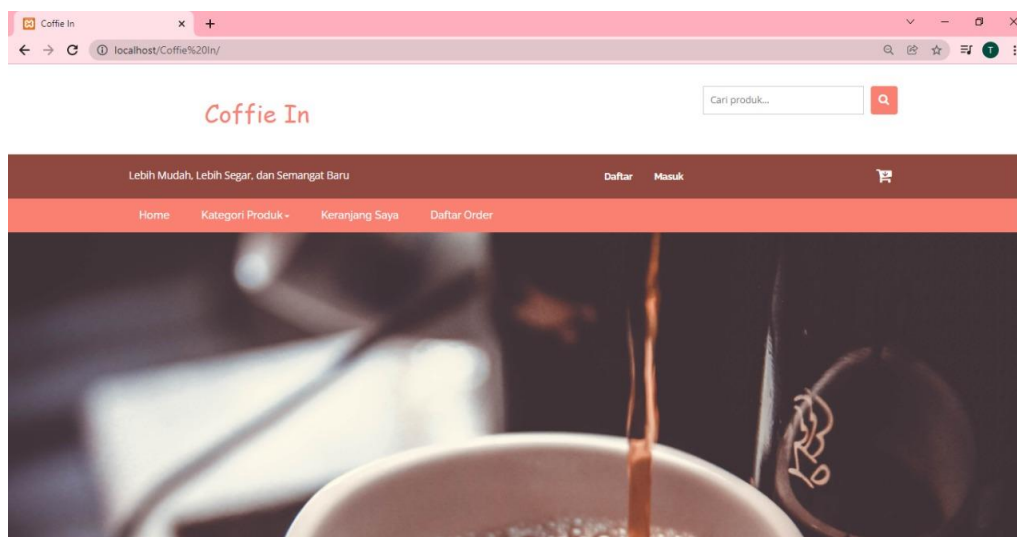 Coffie In
localhost/Coffie%20In/
T
Coffie In
Cari produk...
Lebih Mudah, Lebih Segar, dan Semangat Baru
Daftar Masuk
Home Kategori Produk Keranjang Saya Daftar Order